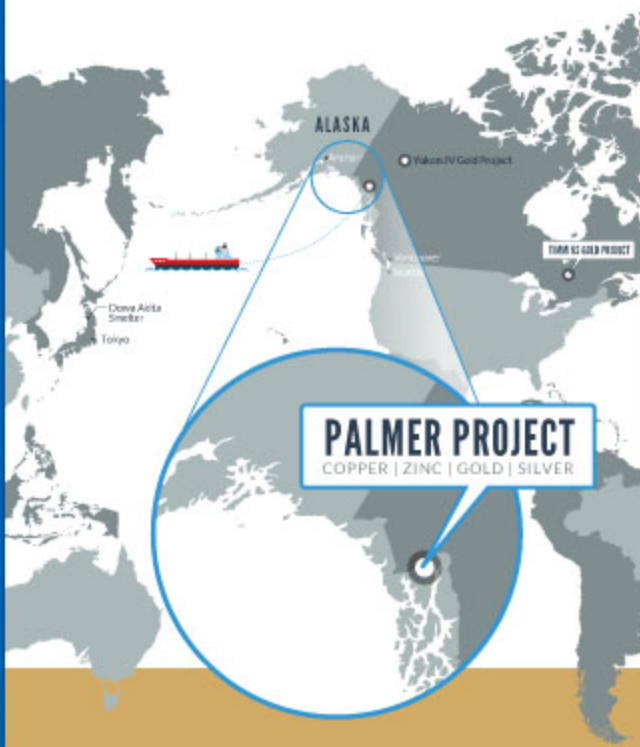 ALASKA
Yukon JV Gold Project
TIMMINS GOLD PROJECT
Vancouver
Seattle
Dowa Akita
Smelter
Tokyo
PALMER PROJECT
COPPER | ZINC | GOLD | SILVER